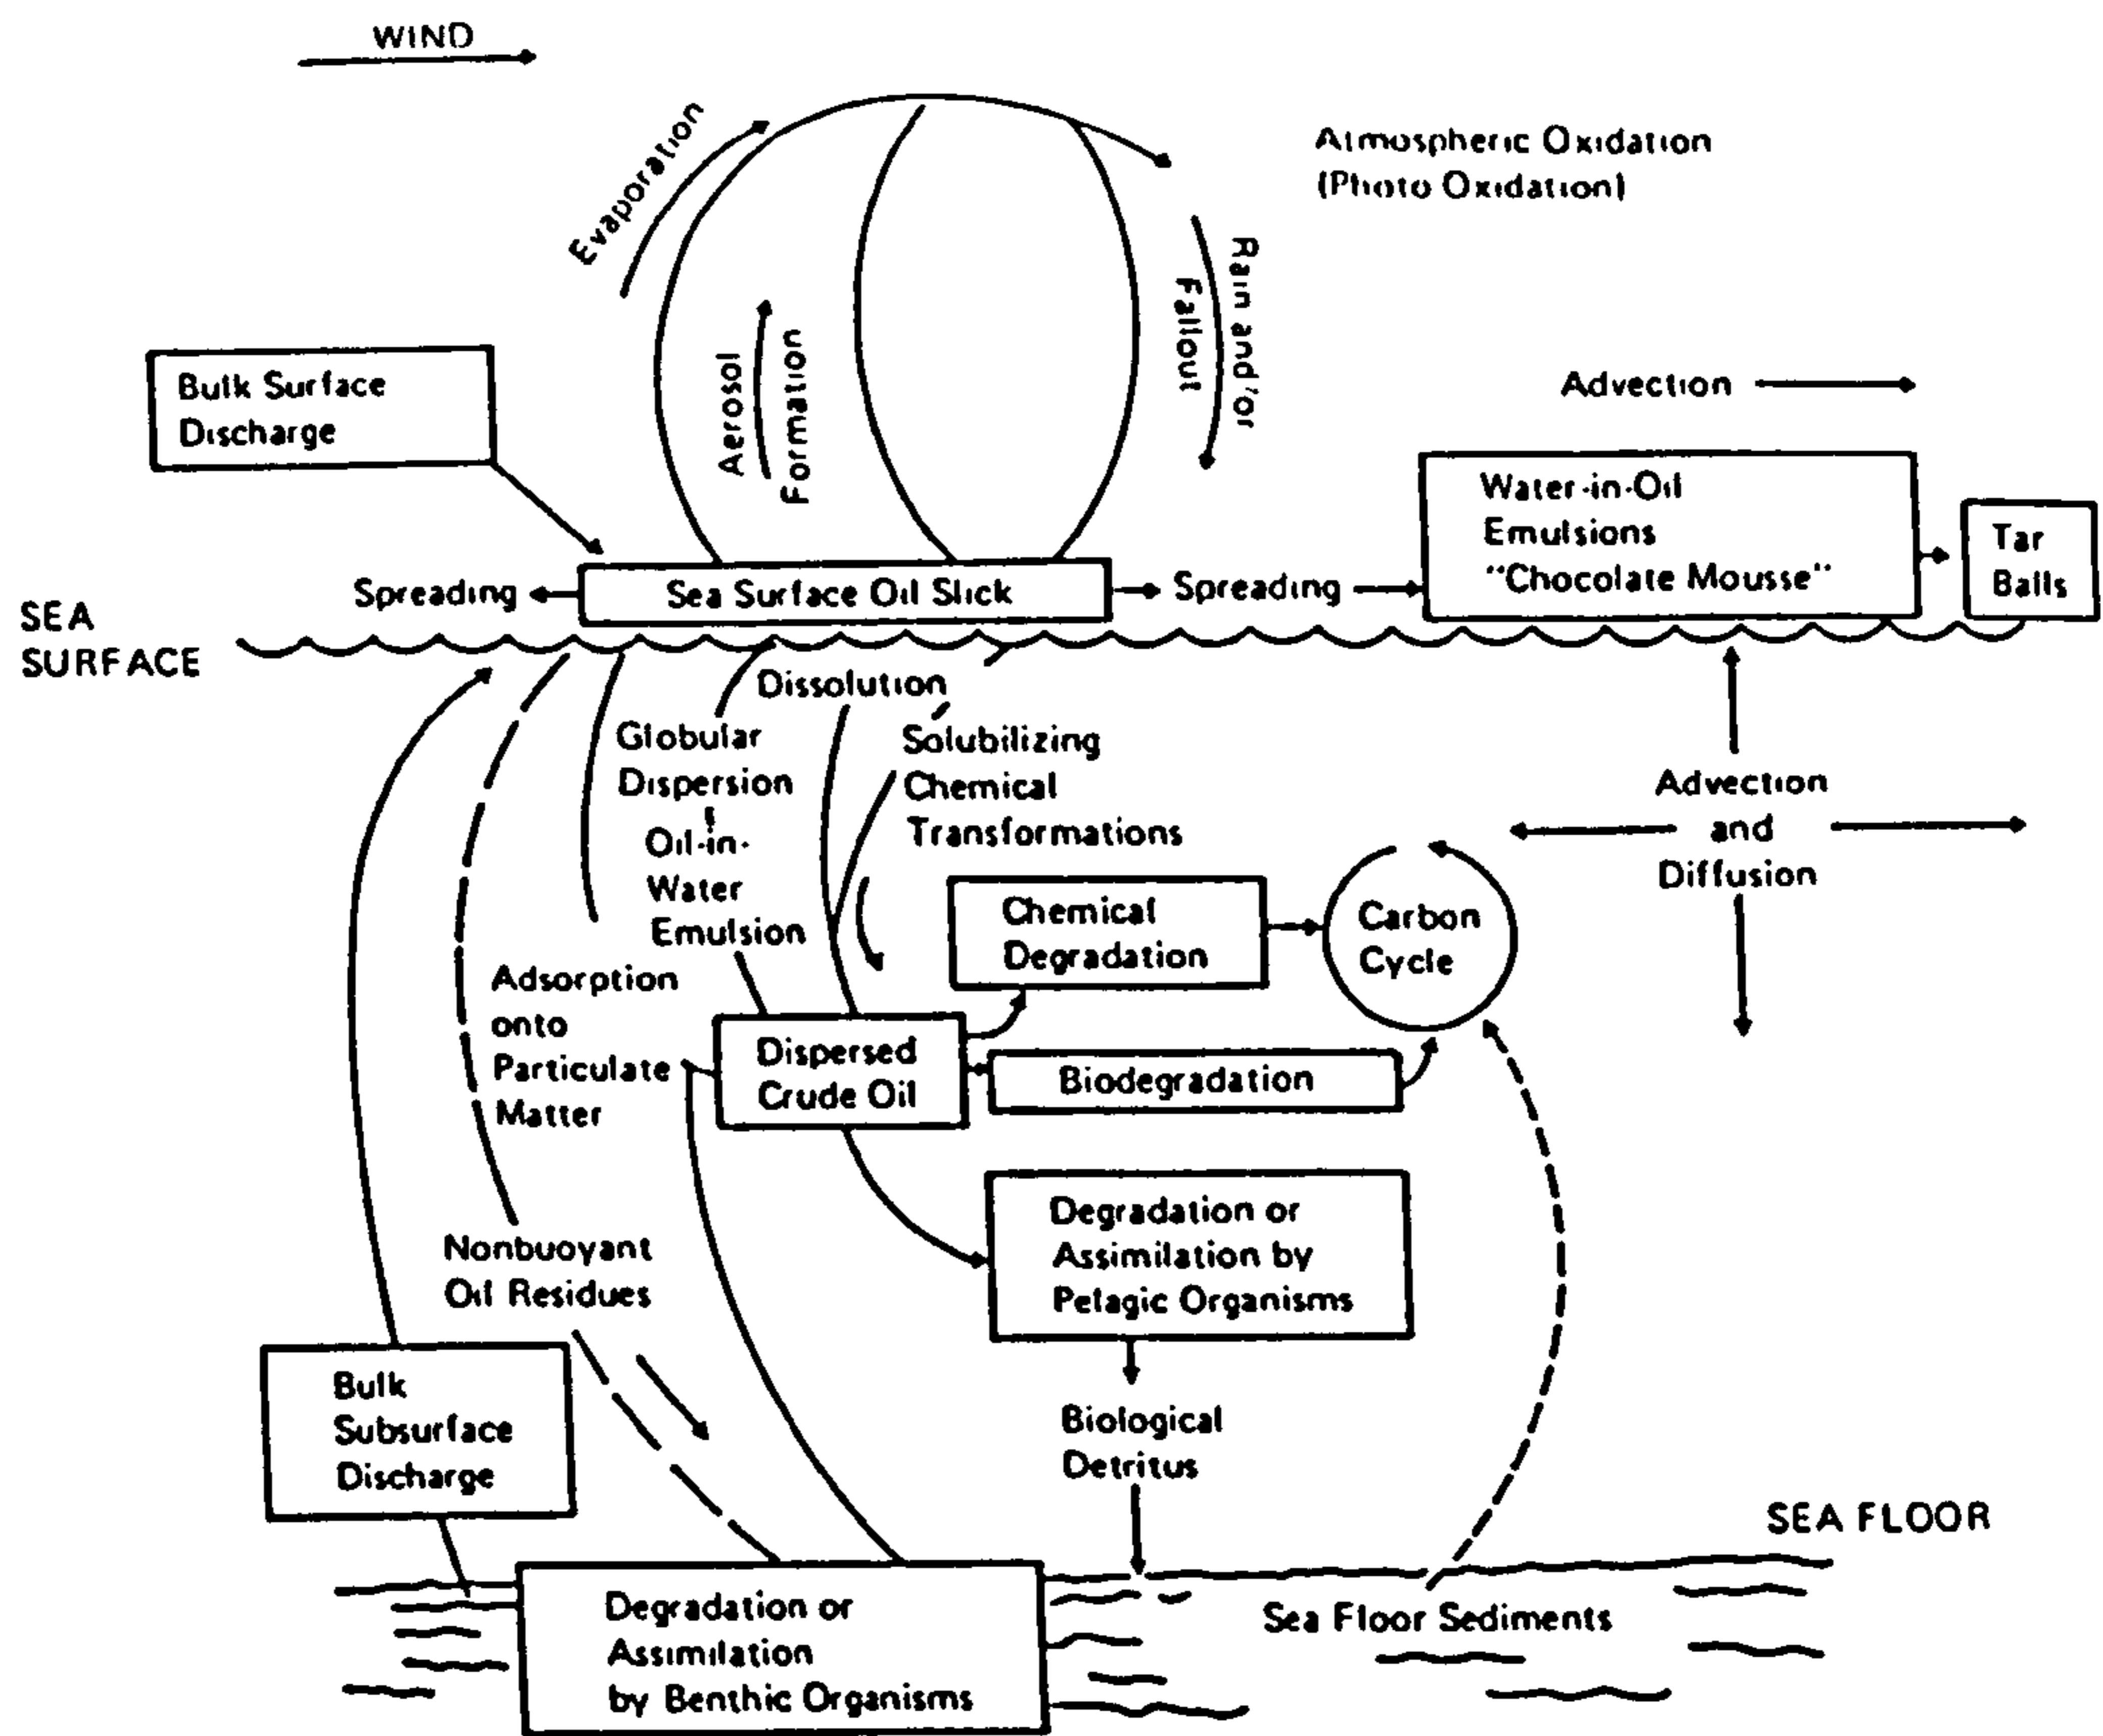 WIND
Evaporation
Atmospheric Oxidation
(Photo Oxidation)
Rain and/or
Fallout
Aerosol
Formation
Bulk Surface
Discharge
Advection
Water-in-Oil
Emulsions
"Chocolate Mousse"
Tar
Balls
Spreading
Sea Surface Oil Slick
Spreading
SEA
SURFACE
Dissolution
Globular
Dispersion
Oil-in-
Water
Emulsion
Solubilizing
Chemical
Transformations
Advection
and
Diffusion
Chemical
Degradation
Carbon
Cycle
Adsorption
onto
Particulate
Matter
Dispersed
Crude Oil
Biodegradation
Degradation or
Assimilation by
Pelagic Organisms
Nonbuoyant
Oil Residues
Bulk
Subsurface
Discharge
Biological
Detritus
SEA FLOOR
Degradation or
Assimilation
by Benthic Organisms
Sea Floor Sediments